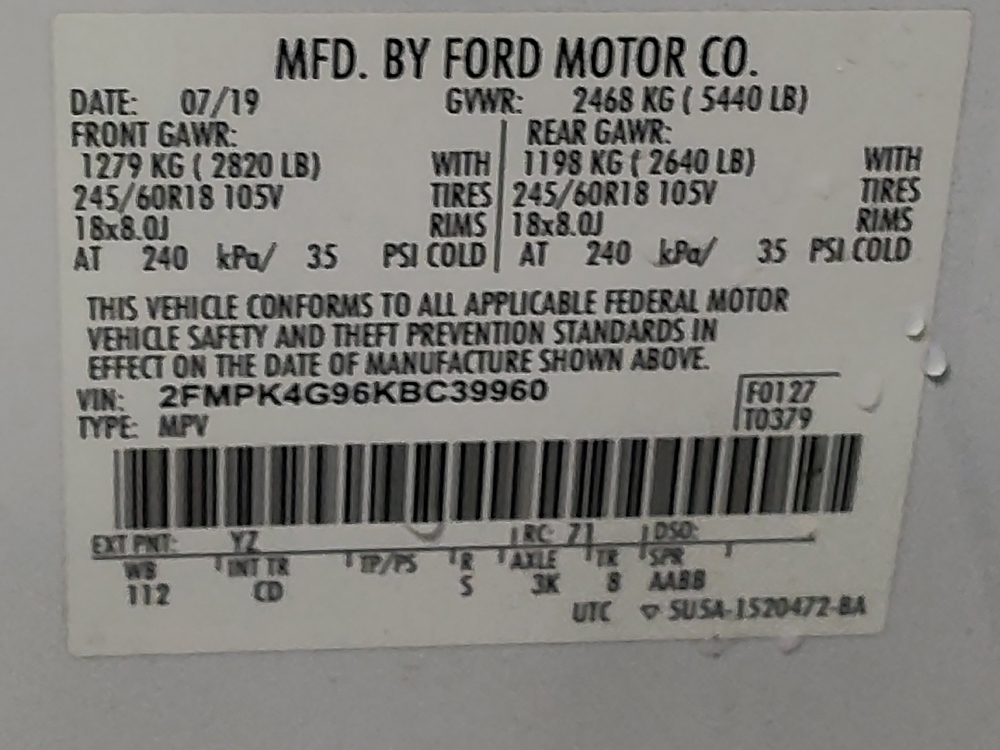 MFD. BY FORD MOTOR CO.
DATE: 07/19 GVWR: 2468 KG ( 5440 LB)
FRONT GAWR: REAR GAWR:
1279 KG ( 2820 LB) WITH 1198 KG ( 2640 LB) WITH
245/60R18 105V TIRES 245/60R18 105V TIRES
18x8.0J RIMS 18x8.0J RIMS
AT 240 kPa/ 35 PSI COLD AT 240 kPa/ 35 PSI COLD
THIS VEHICLE CONFORMS TO ALL APPLICABLE FEDERAL MOTOR
VEHICLE SAFETY AND THEFT PREVENTION STANDARDS IN
EFFECT ON THE DATE OF MANUFACTURE SHOWN ABOVE.
VIN: 2FMPK4G96KBC39960 F0127
TYPE: MPV T0379
EXT PNT: YZ RC: 71 DSO:
WB INT TR TP/PS R AXLE TR SPR
112 CD S 3K 8 AABB
UTC ▽ SUSA-1520472-BA